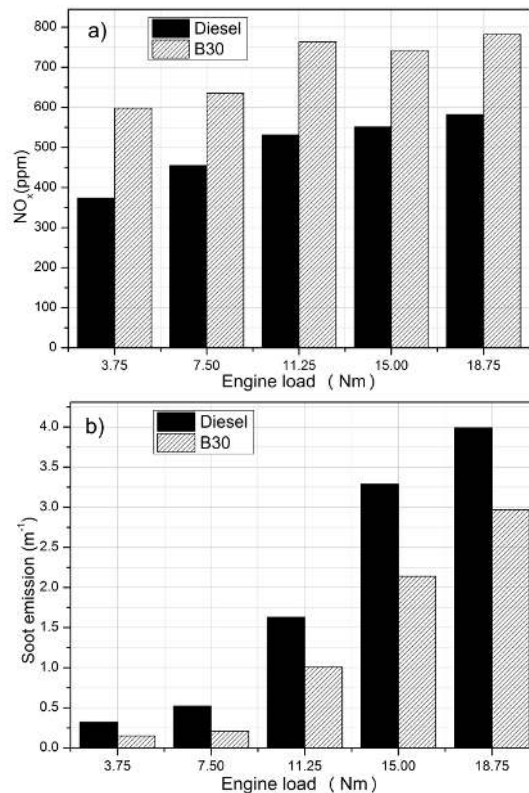 a)
Diesel
B30
800
700
600
500
400
300
200
100
0
NOx(ppm)
3.75 7.50 11.25 15.00 18.75
Engine load ( Nm)
b)
Diesel
B30
4.0
3.5
3.0
2.5
2.0
1.5
1.0
0.5
0.0
Soot emission (m⁻¹)
3.75 7.50 11.25 15.00 18.75
Engine load ( Nm)